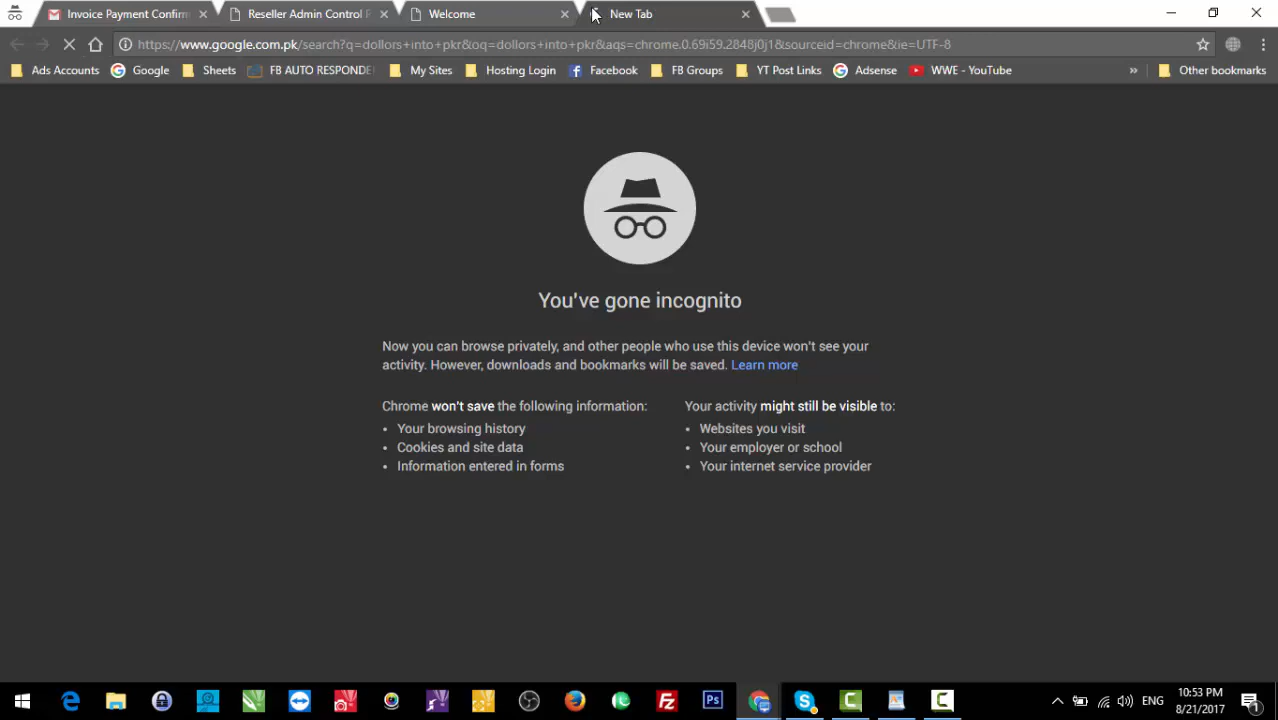 Invoice Payment Confirm
Reseller Admin Control P
Welcome
New Tab
https://www.google.com.pk/search?q=dollors+into+pkr&oq=dollors+into+pkr&aqs=chrome.0.69i59.2848j0j1&sourceid=chrome&ie=UTF-8
Ads Accounts Google Sheets FB AUTO RESPONDE My Sites Hosting Login Facebook FB Groups YT Post Links Adsense WWE - YouTube » Other bookmarks
You've gone incognito
Now you can browse privately, and other people who use this device won't see your
activity. However, downloads and bookmarks will be saved. Learn more
Chrome won't save the following information:
• Your browsing history
• Cookies and site data
• Information entered in forms
Your activity might still be visible to:
• Websites you visit
• Your employer or school
• Your internet service provider
Ps
ENG
10:53 PM
8/21/2017